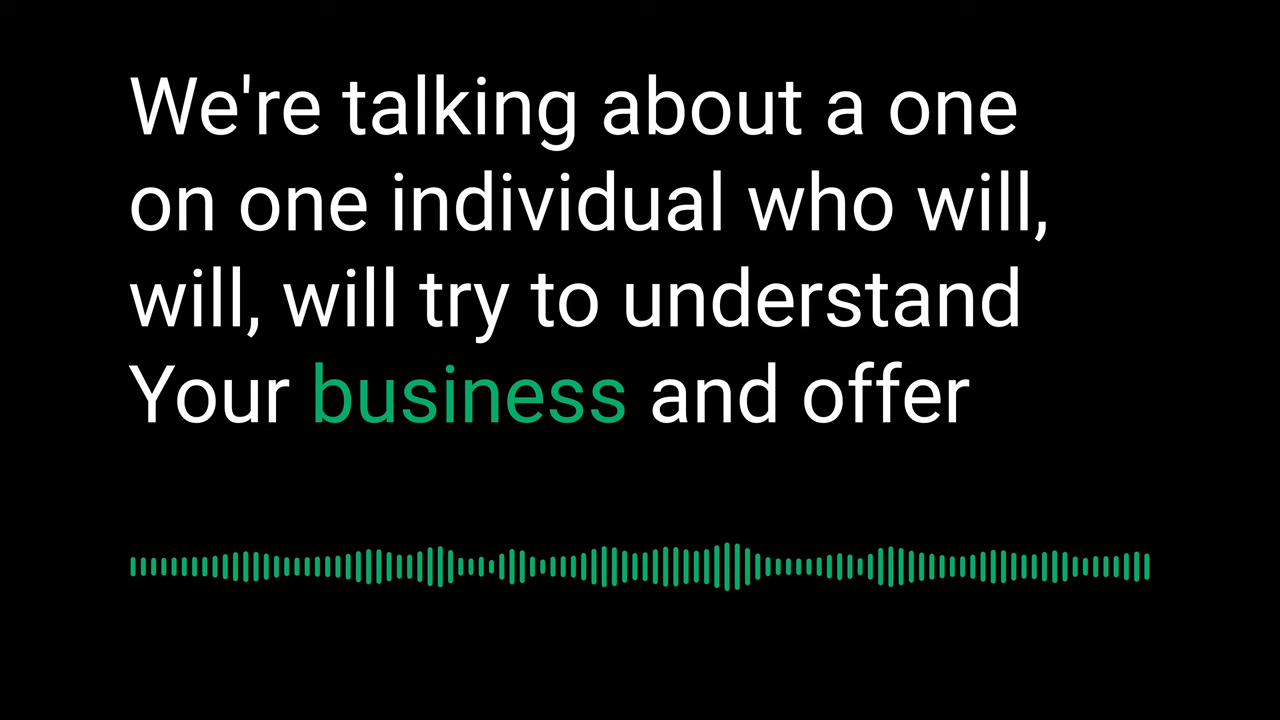 We're talking about a one
on one individual who will,
will, will try to understand
Your business and offer